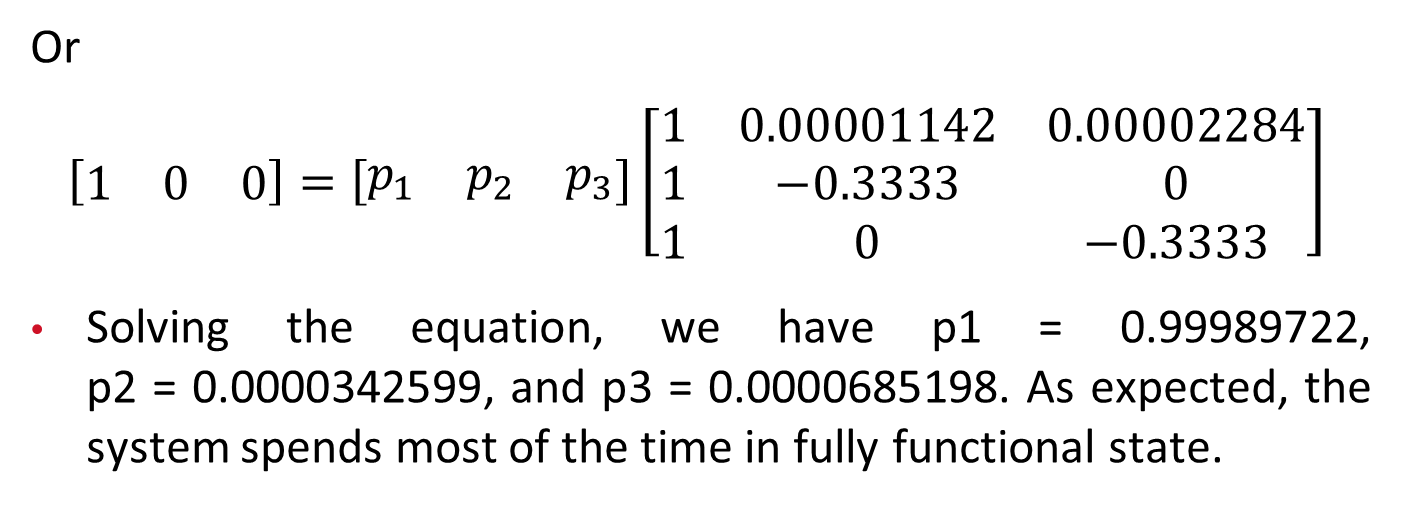 Or
[1 0 0] = [p₁ p₂ p₃] [1 0.00001142 0.00002284
1 −0.3333 0
1 0 −0.3333]
• Solving the equation, we have p1 = 0.99989722,
p2 = 0.0000342599, and p3 = 0.0000685198. As expected, the
system spends most of the time in fully functional state.